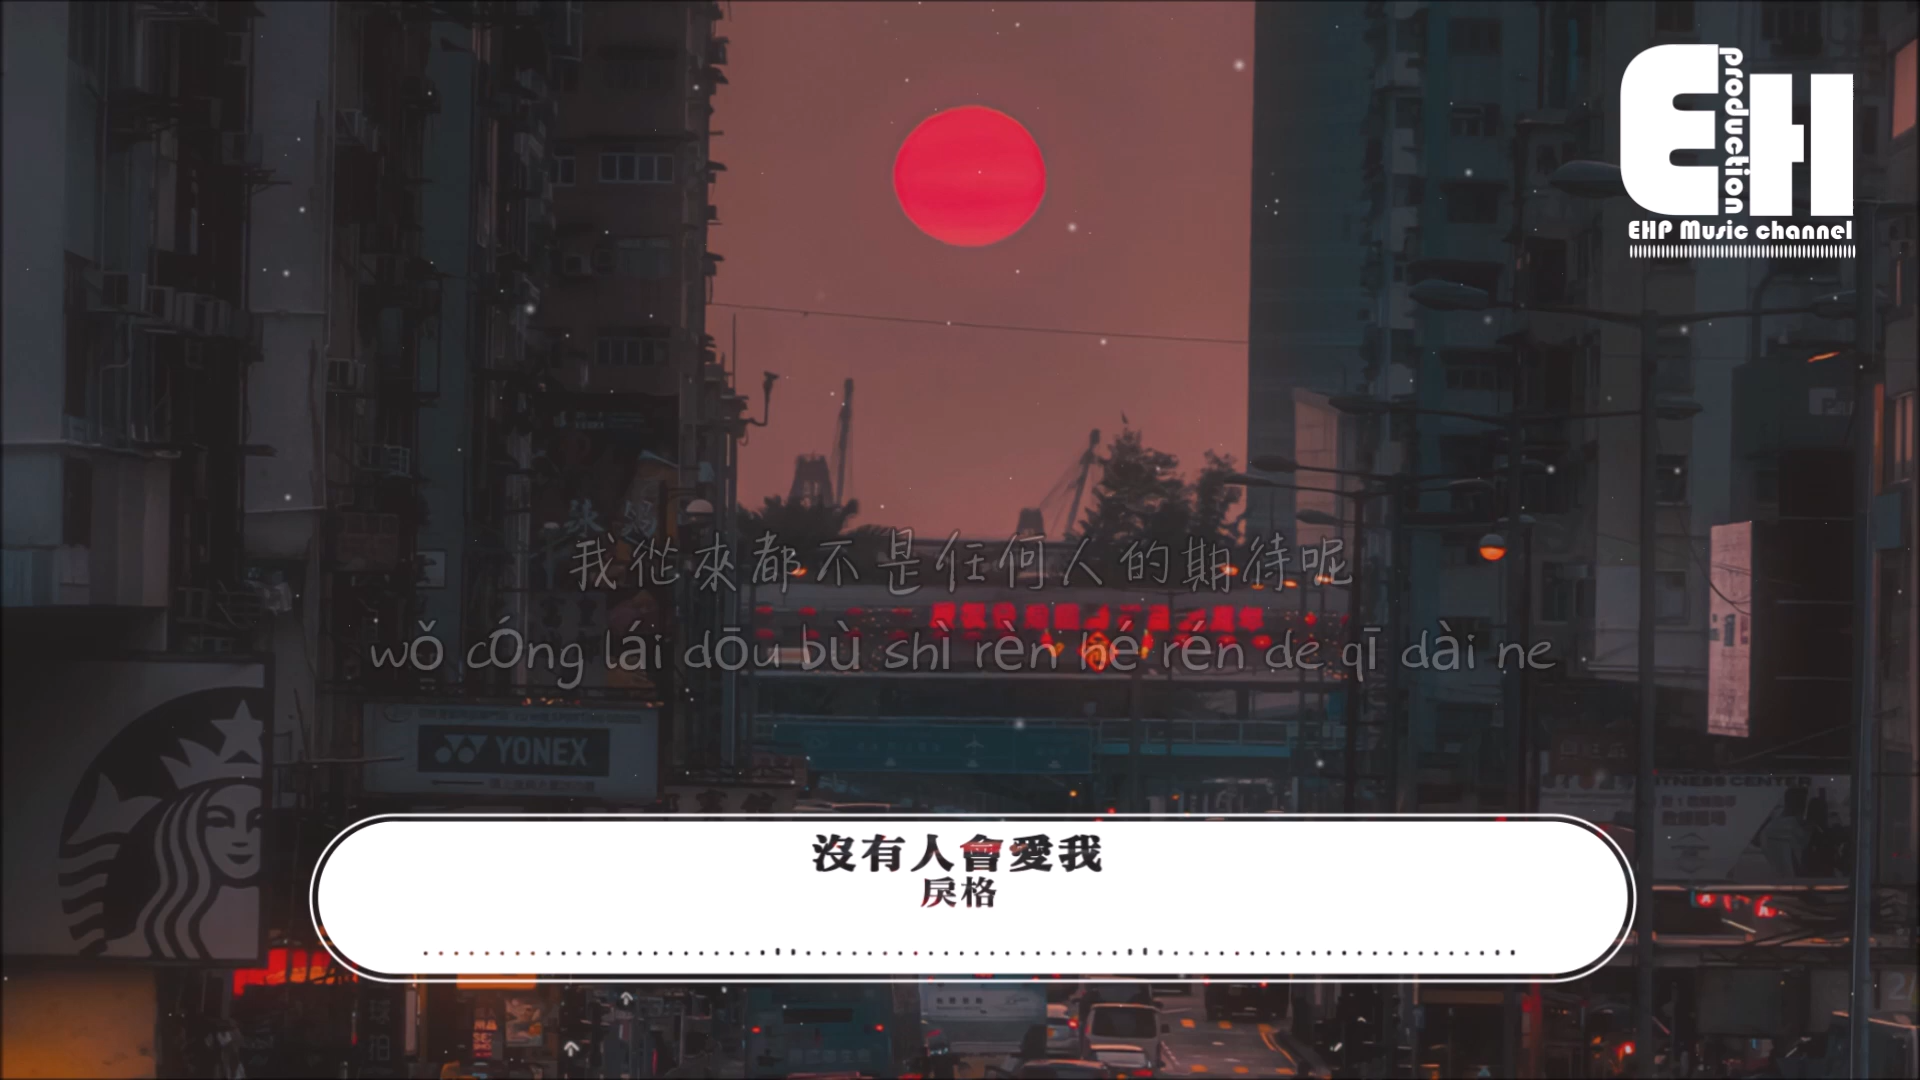 production
EH
EHP Music channel
我從來都不是任何人的期待呢
wǒ cóng lái dōu bù shì rèn hé rén de qī dài ne
YONEX
沒有人會愛我
戾格